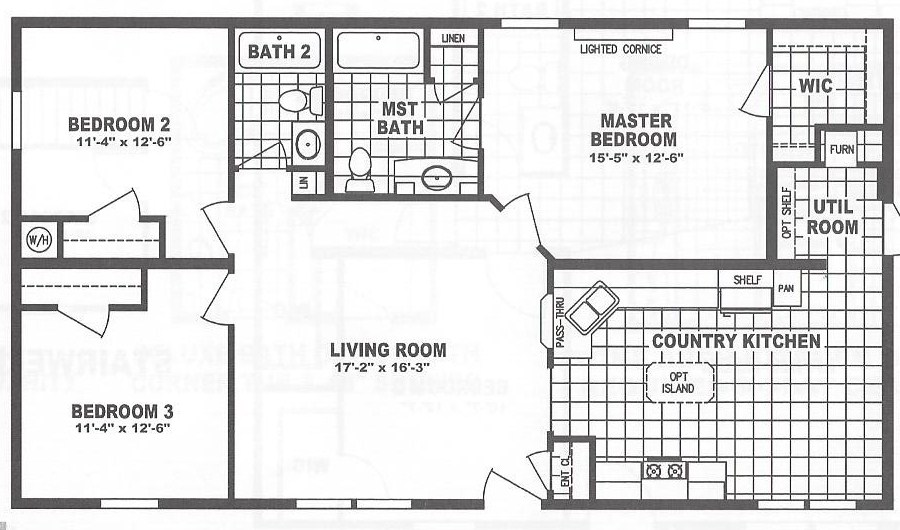 BATH 2
LINEN
LIGHTED CORNICE
WIC
BEDROOM 2
11'-4" x 12'-6"
MST
BATH
MASTER
BEDROOM
15'-5" x 12'-6"
FURN
LIN
OPT SHELF
UTIL
ROOM
W/H
SHELF
PAN
PASS-THRU
COUNTRY KITCHEN
LIVING ROOM
17'-2" x 16'-3"
OPT
ISLAND
BEDROOM 3
11'-4" x 12'-6"
ENT CL
STAIRWE